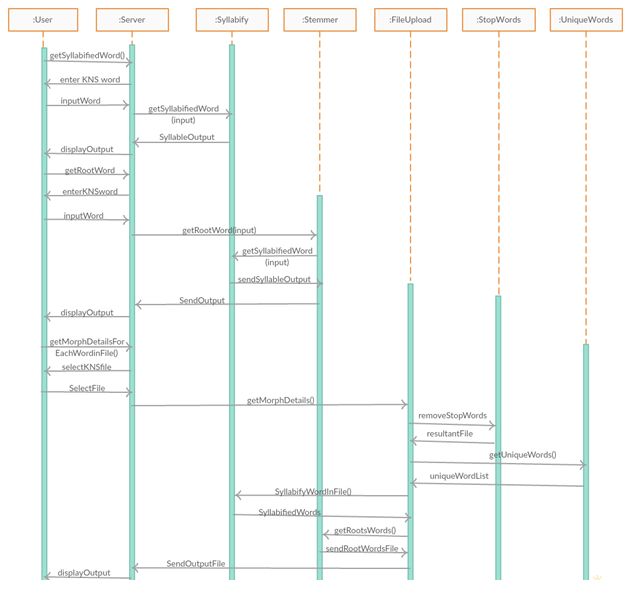 :User
:Server
:Syllabify
:Stemmer
:FileUpload
:StopWords
:UniqueWords
getSyllabifiedWord()
enter KNS word
inputWord
getSyllabifiedWord
(input)
SyllableOutput
displayOutput
getRootWord
enterKNSword
inputWord
getRootWord(input)
getSyllabifiedWord
(input)
sendSyllableOutput
SendOutput
displayOutput
getMorphDetailsFor
EachWordinFile()
selectKNSfile
SelectFile
getMorphDetails()
removeStopWords
resultantFile
getUniqueWords()
uniqueWordList
SyllabifyWordInFile()
SyllabifiedWords
getRootsWords()
sendRootWordsFile
SendOutputFile
displayOutput